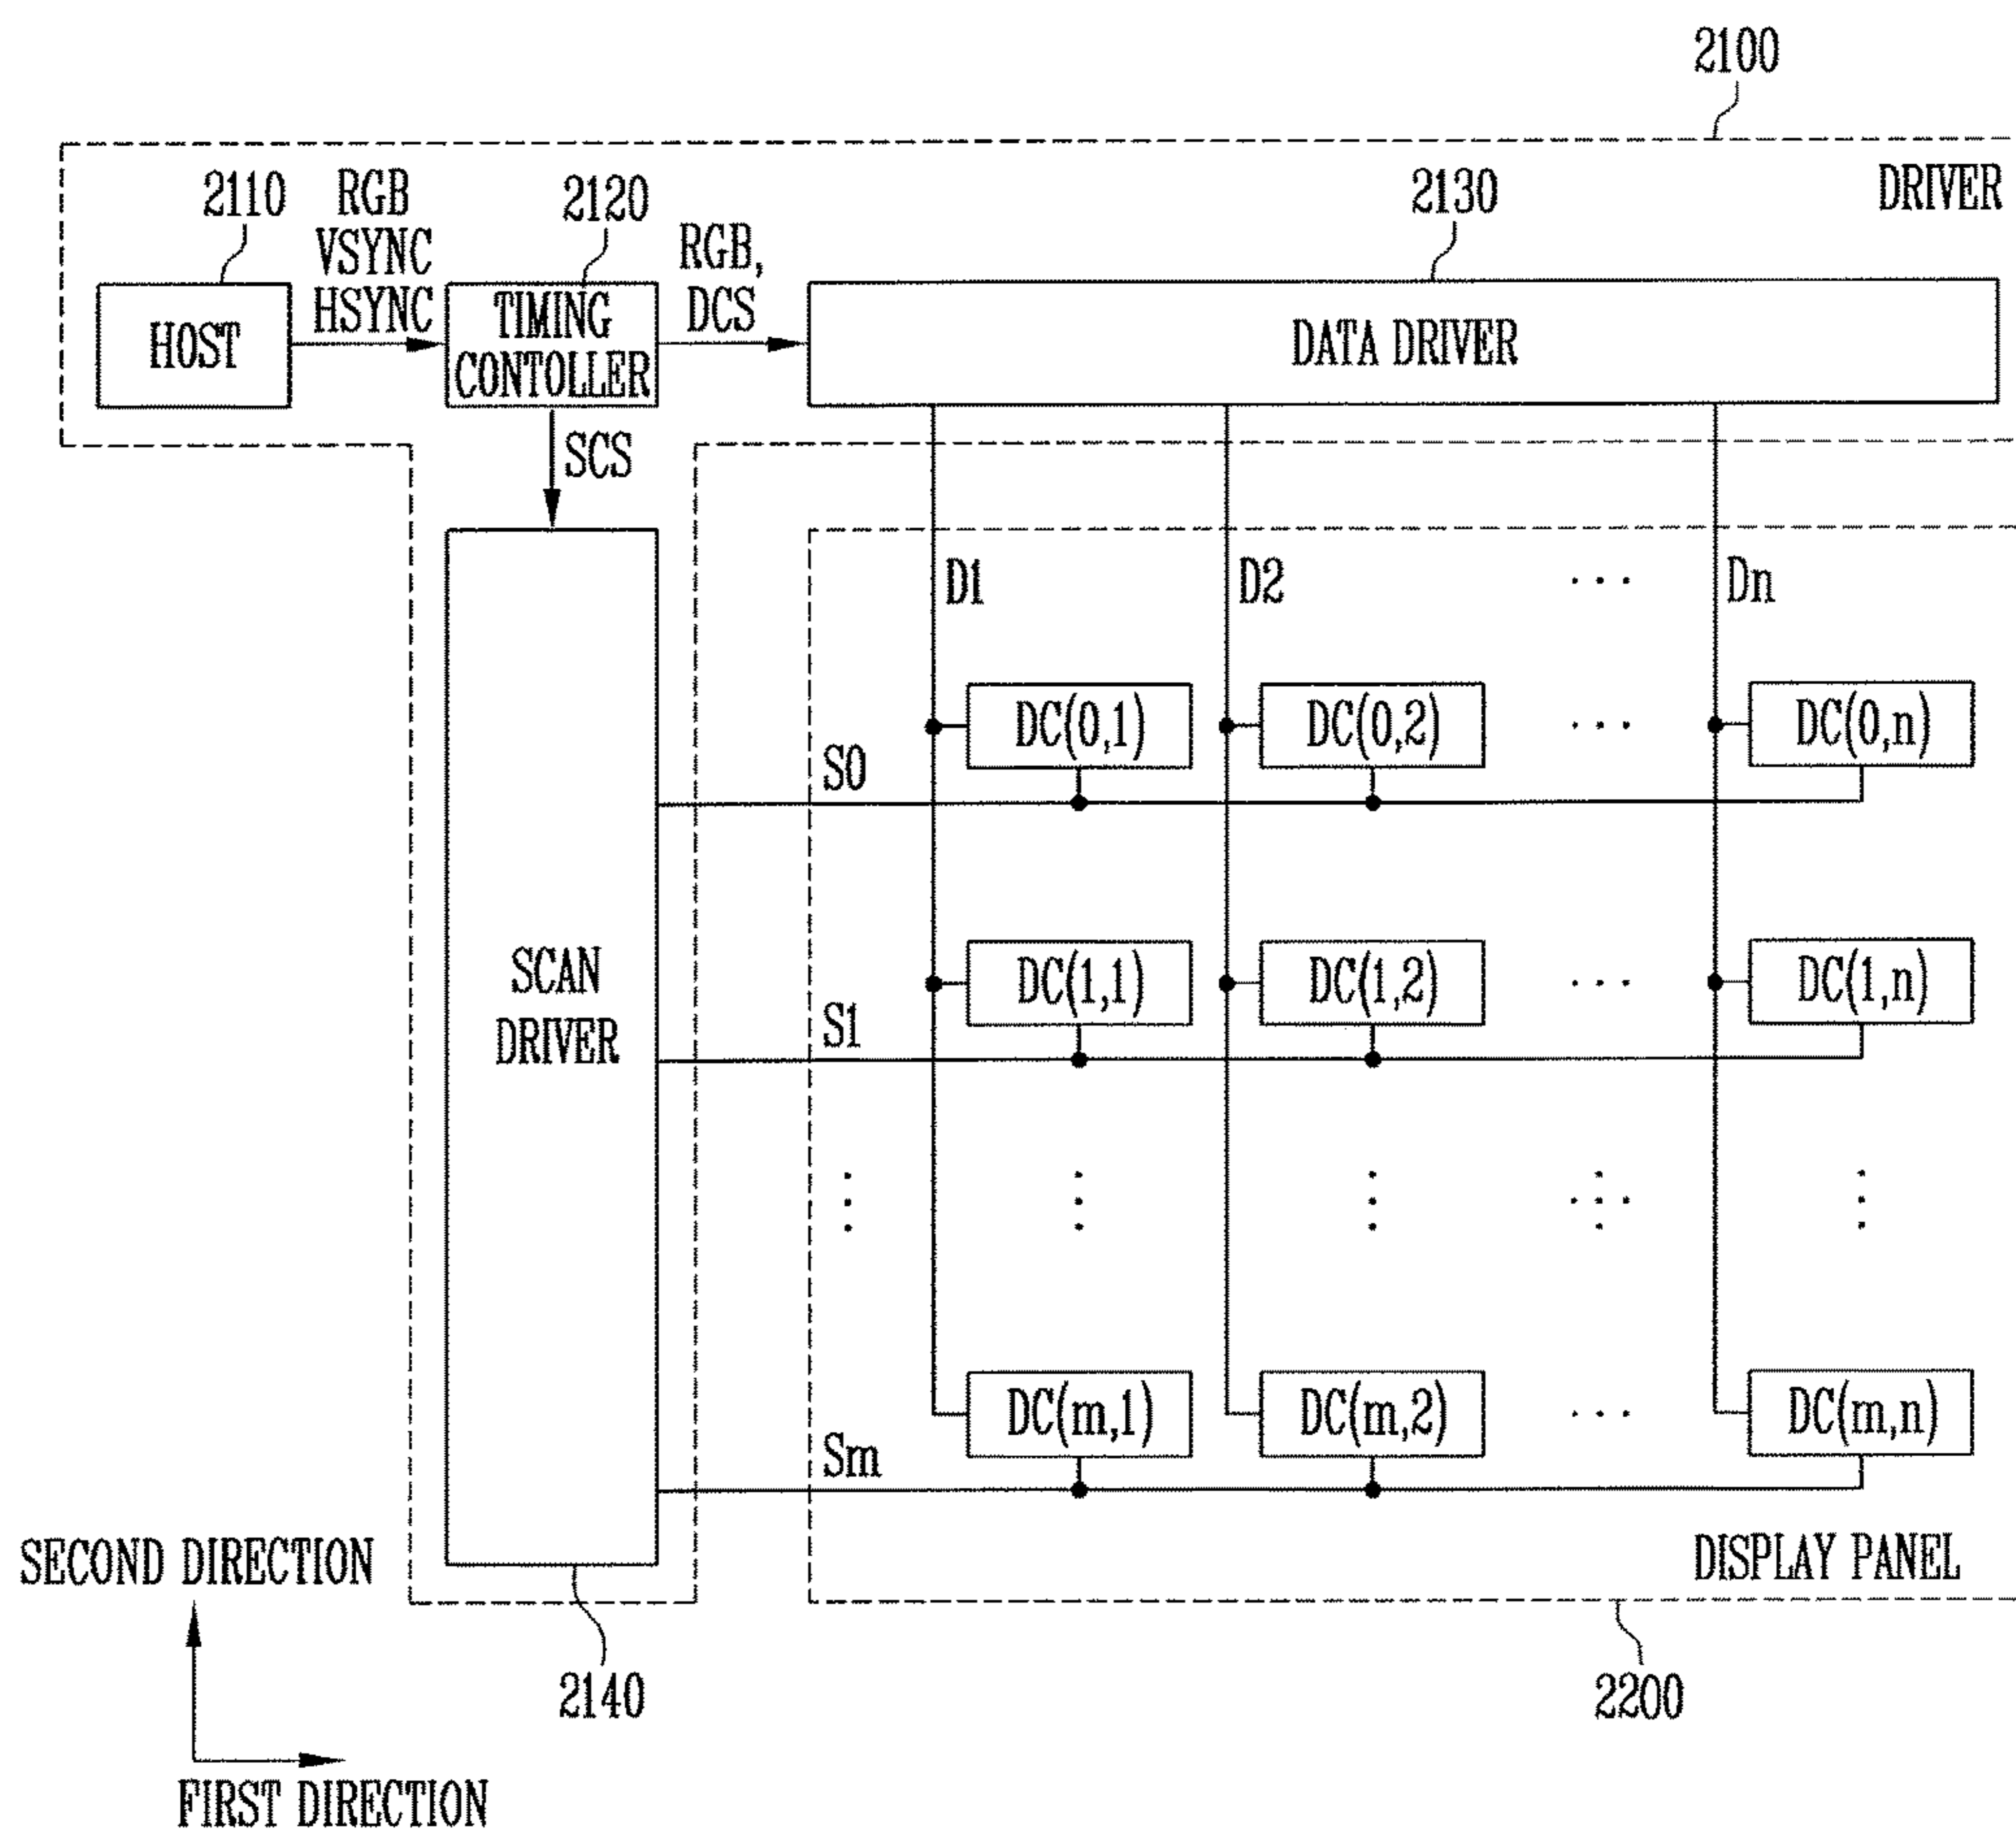 2100
DRIVER
2110
RGB
VSYNC
HSYNC
2120
RGB,
DCS
2130
HOST
TIMING
CONTOLLER
DATA DRIVER
SCS
D1
D2
...
Dn
DC(0,1)
DC(0,2)
...
DC(0,n)
S0
SCAN
DRIVER
DC(1,1)
DC(1,2)
...
DC(1,n)
S1
DC(m,1)
DC(m,2)
...
DC(m,n)
Sm
DISPLAY PANEL
2140
2200
SECOND DIRECTION
FIRST DIRECTION